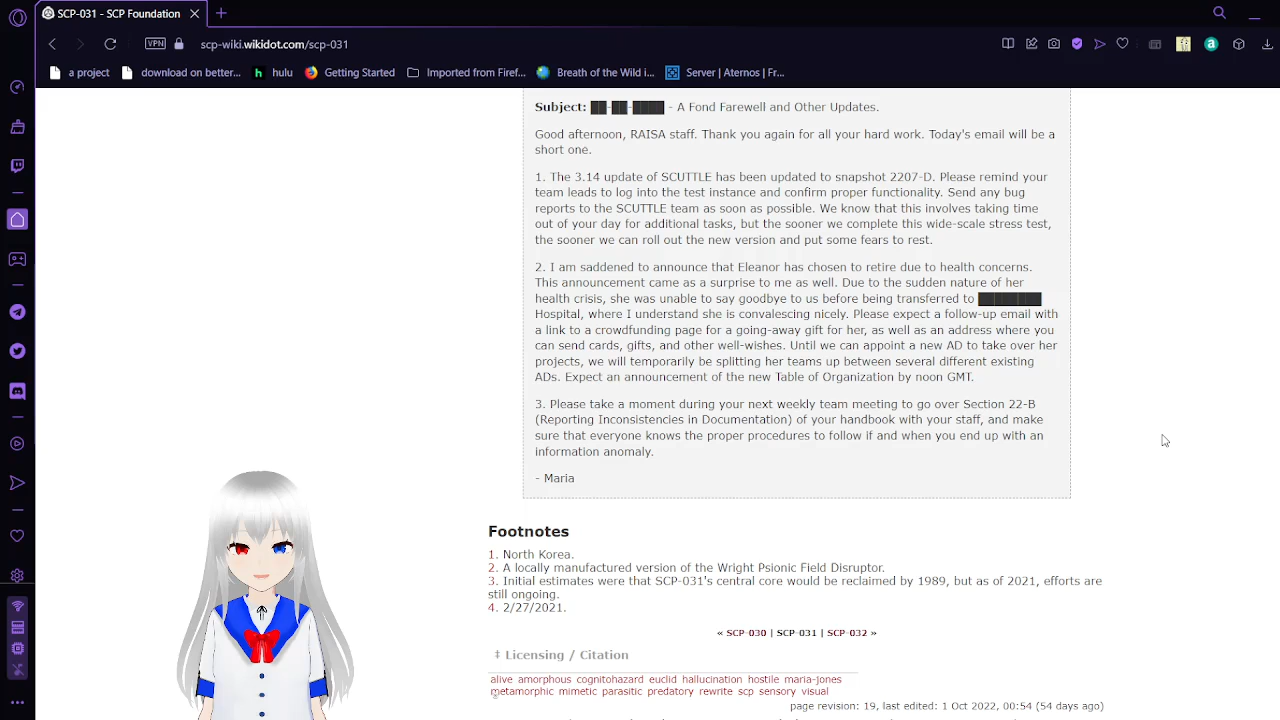 SCP-031 - SCP Foundation
VPN
scp-wiki.wikidot.com/scp-031
a project
download on better...
hulu
Getting Started
Imported from Firef...
Breath of the Wild i...
Server | Aternos | Fr...
Subject: ██-██-████ - A Fond Farewell and Other Updates.
Good afternoon, RAISA staff. Thank you again for all your hard work. Today's email will be a
short one.
1. The 3.14 update of SCUTTLE has been updated to snapshot 2207-D. Please remind your
team leads to log into the test instance and confirm proper functionality. Send any bug
reports to the SCUTTLE team as soon as possible. We know that this involves taking time
out of your day for additional tasks, but the sooner we complete this wide-scale stress test,
the sooner we can roll out the new version and put some fears to rest.
2. I am saddened to announce that Eleanor has chosen to retire due to health concerns.
This announcement came as a surprise to me as well. Due to the sudden nature of her
health crisis, she was unable to say goodbye to us before being transferred to ████████
Hospital, where I understand she is convalescing nicely. Please expect a follow-up email with
a link to a crowdfunding page for a going-away gift for her, as well as an address where you
can send cards, gifts, and other well-wishes. Until we can appoint a new AD to take over her
projects, we will temporarily be splitting her teams up between several different existing
ADs. Expect an announcement of the new Table of Organization by noon GMT.
3. Please take a moment during your next weekly team meeting to go over Section 22-B
(Reporting Inconsistencies in Documentation) of your handbook with your staff, and make
sure that everyone knows the proper procedures to follow if and when you end up with an
information anomaly.
- Maria
Footnotes
1. North Korea.
2. A locally manufactured version of the Wright Psionic Field Disruptor.
3. Initial estimates were that SCP-031's central core would be reclaimed by 1989, but as of 2021, efforts are
still ongoing.
4. 2/27/2021.
« SCP-030 | SCP-031 | SCP-032 »
‡ Licensing / Citation
alive amorphous cognitohazard euclid hallucination hostile maria-jones
metamorphic mimetic parasitic predatory rewrite scp sensory visual
page revision: 19, last edited: 1 Oct 2022, 00:54 (54 days ago)